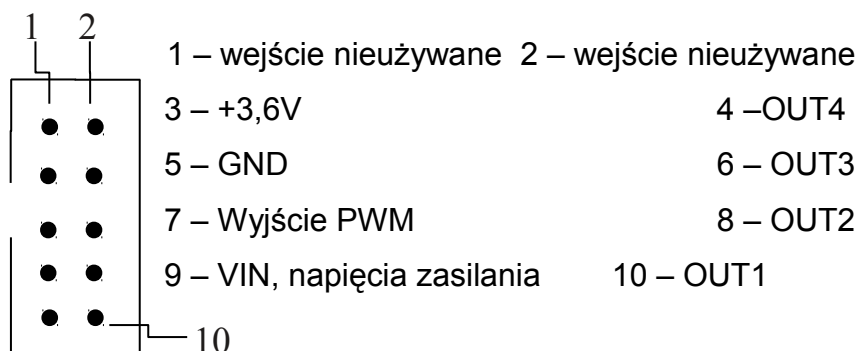 1 2
1 – wejście nieużywane 2 – wejście nieużywane
3 – +3,6V 4 –OUT4
5 – GND 6 – OUT3
7 – Wyjście PWM 8 – OUT2
9 – VIN, napięcia zasilania 10 – OUT1
10